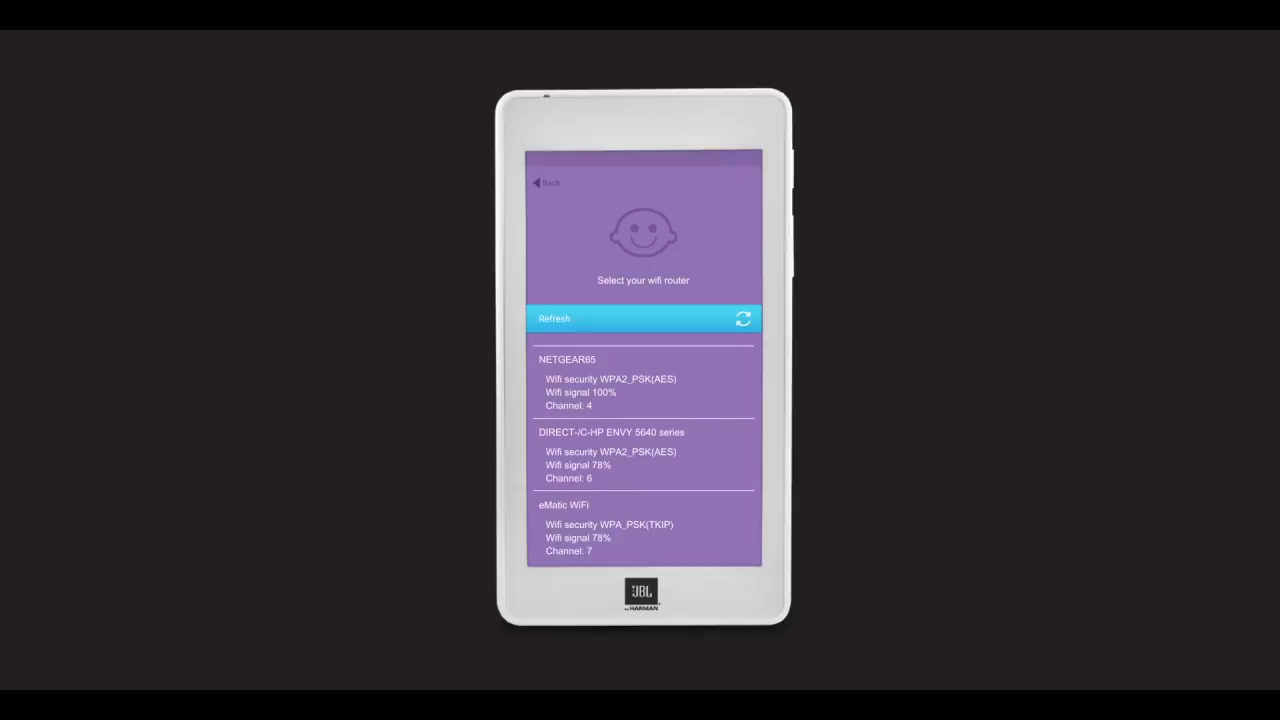 Back
Select your wifi router
Refresh
NETGEAR65
Wifi security WPA2_PSK(AES)
Wifi signal 100%
Channel: 4
DIRECT-/C-HP ENVY 5640 series
Wifi security WPA2_PSK(AES)
Wifi signal 78%
Channel: 6
eMatic WiFi
Wifi security WPA_PSK(TKIP)
Wifi signal 78%
Channel: 7
JBL
by HARMAN